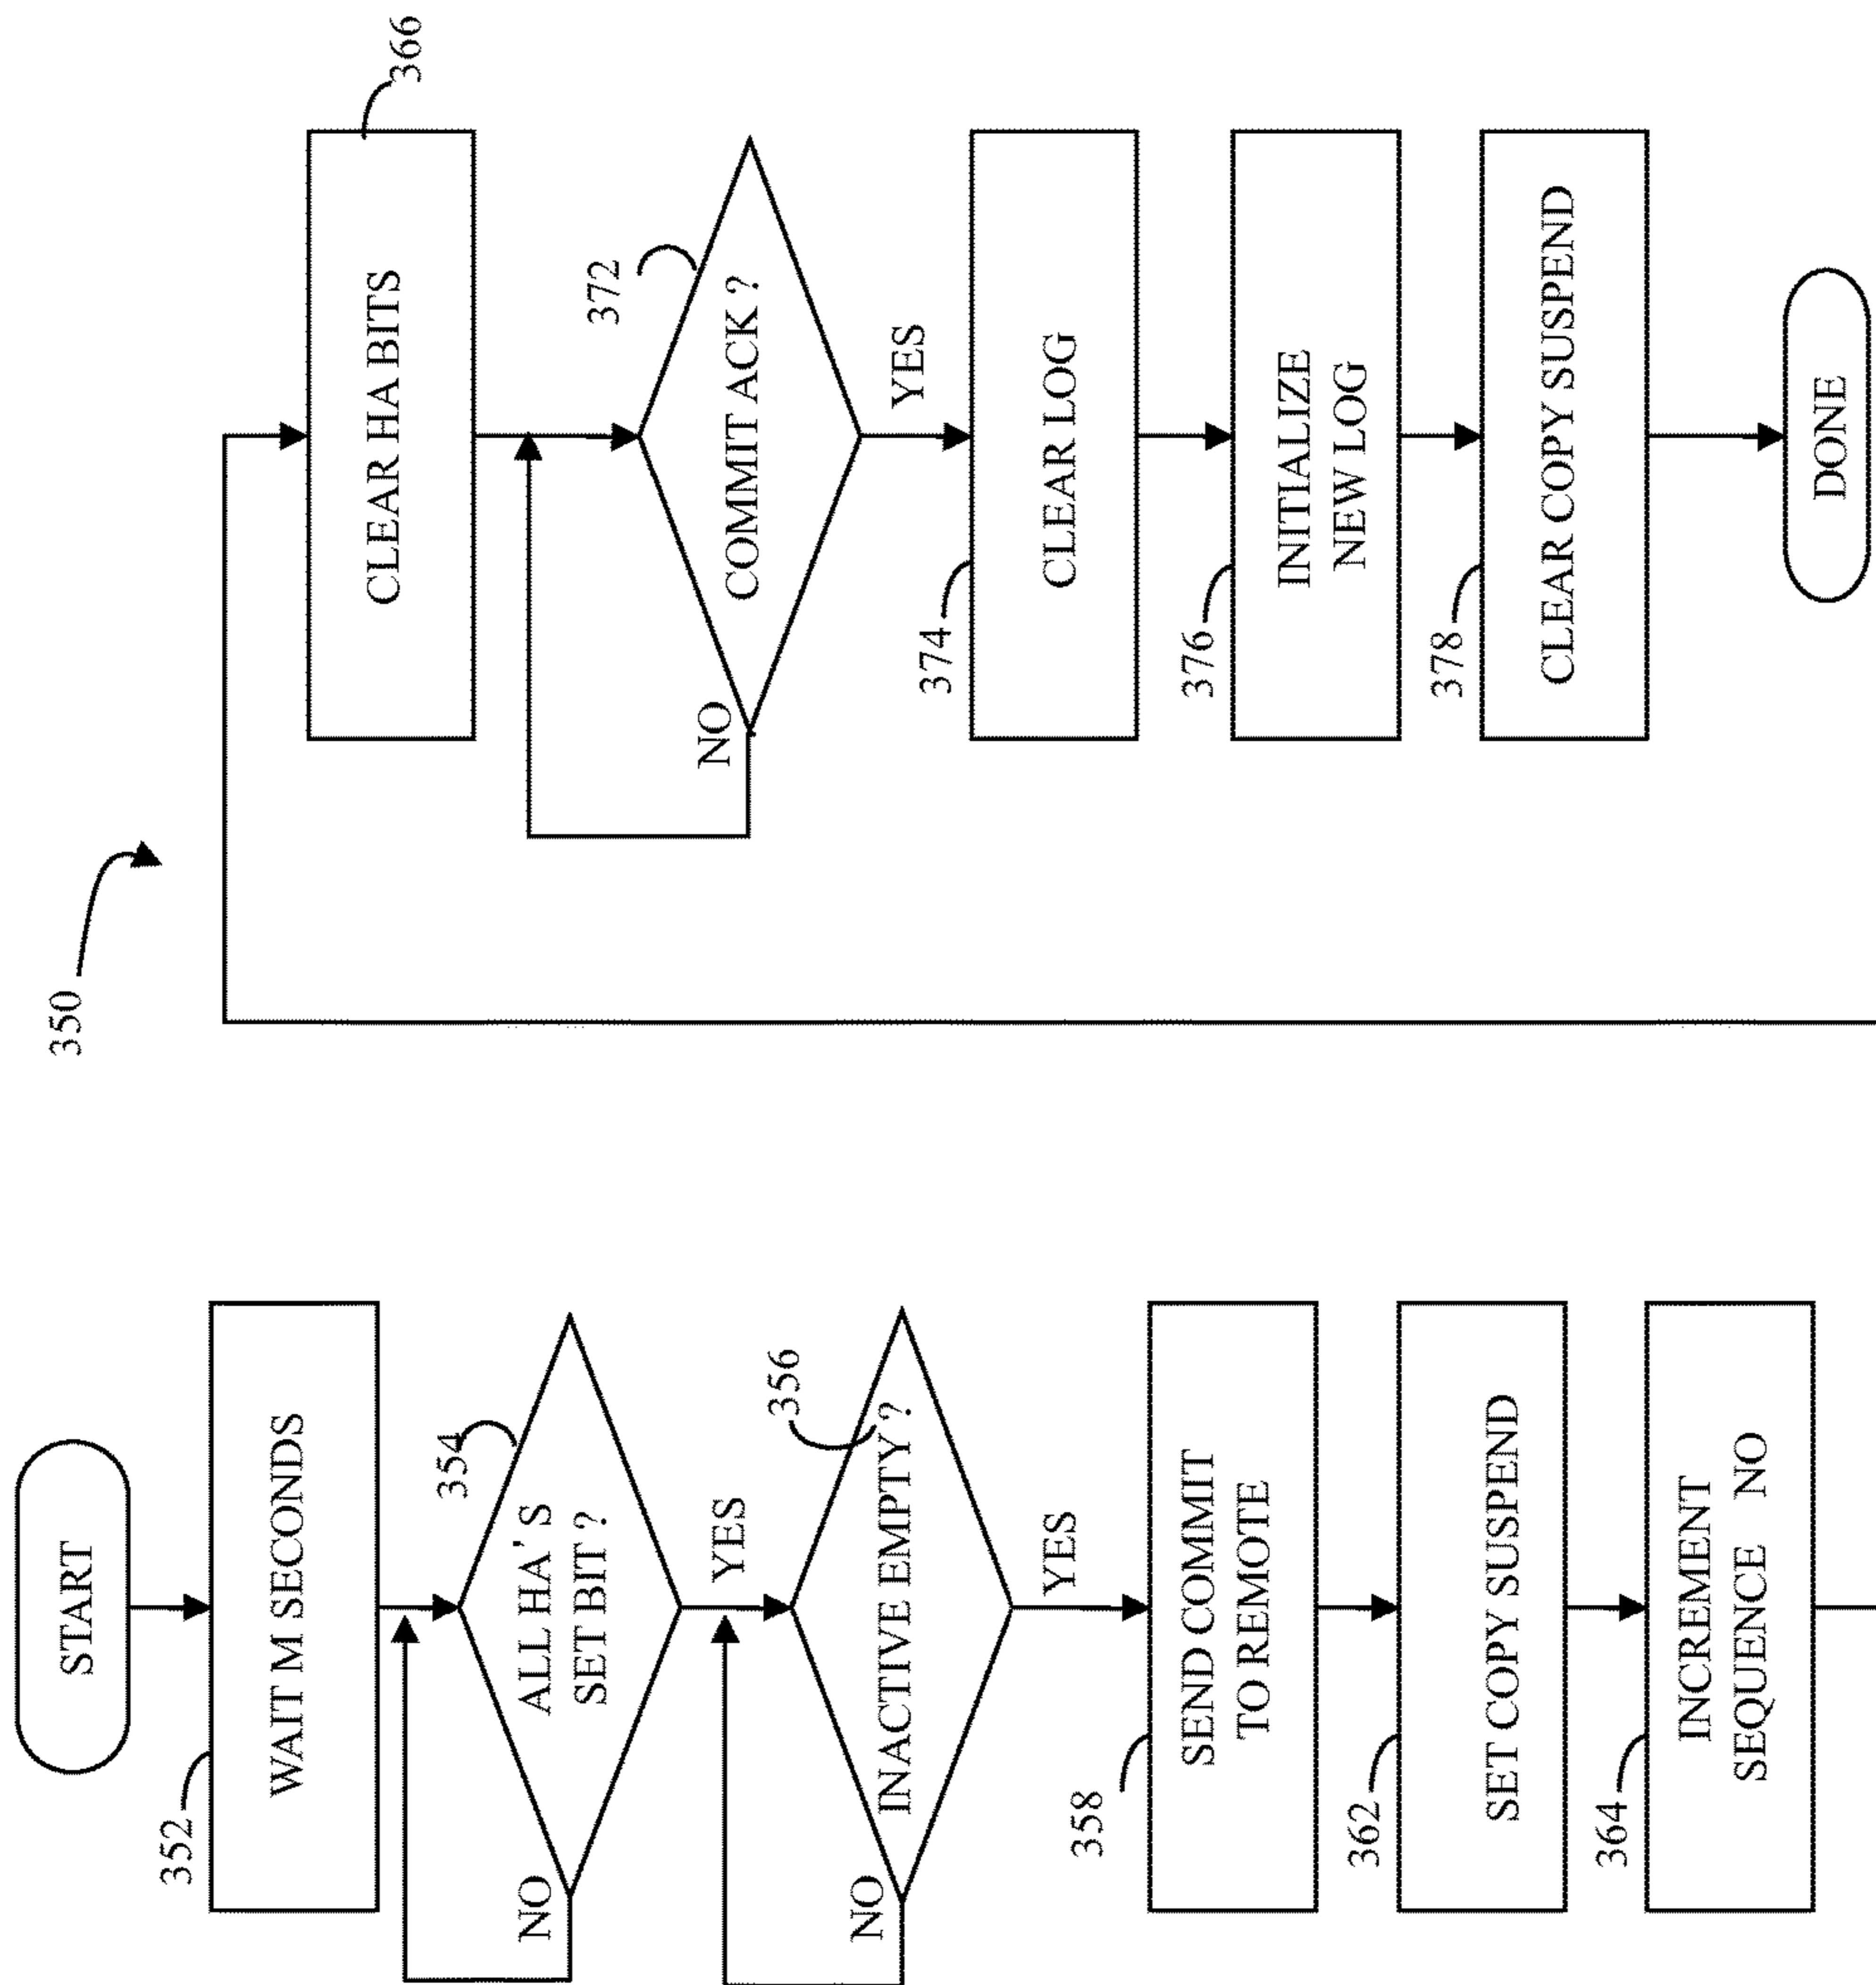 350
START
352
WAIT M SECONDS
354
ALL HA'S
SET BIT ?
NO
YES
356
INACTIVE EMPTY ?
NO
YES
358
SEND COMMIT
TO REMOTE
362
SET COPY SUSPEND
364
INCREMENT
SEQUENCE NO
366
CLEAR HA BITS
372
COMMIT ACK ?
NO
YES
374
CLEAR LOG
376
INITIALIZE
NEW LOG
378
CLEAR COPY SUSPEND
DONE